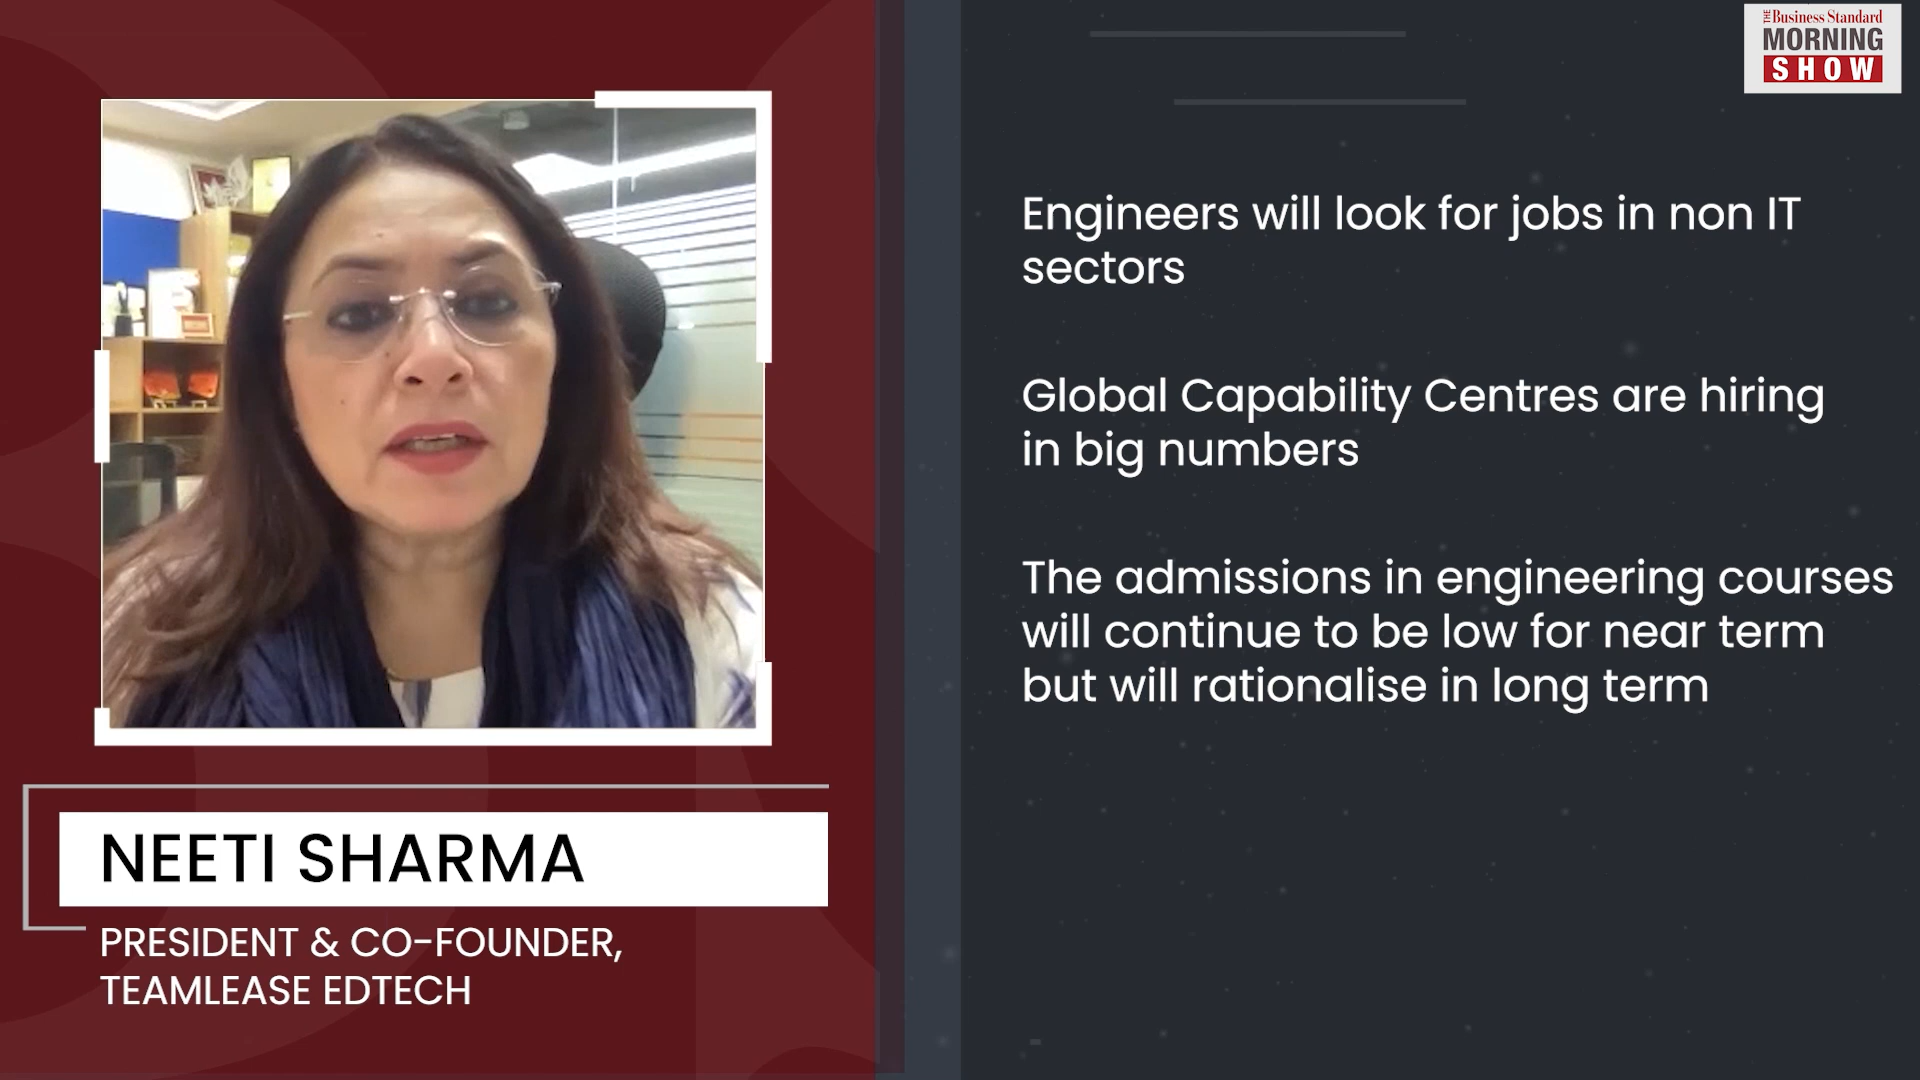 THE Business Standard
MORNING
SHOW
Engineers will look for jobs in non IT
sectors
Global Capability Centres are hiring
in big numbers
The admissions in engineering courses
will continue to be low for near term
but will rationalise in long term
NEETI SHARMA
PRESIDENT & CO-FOUNDER,
TEAMLEASE EDTECH